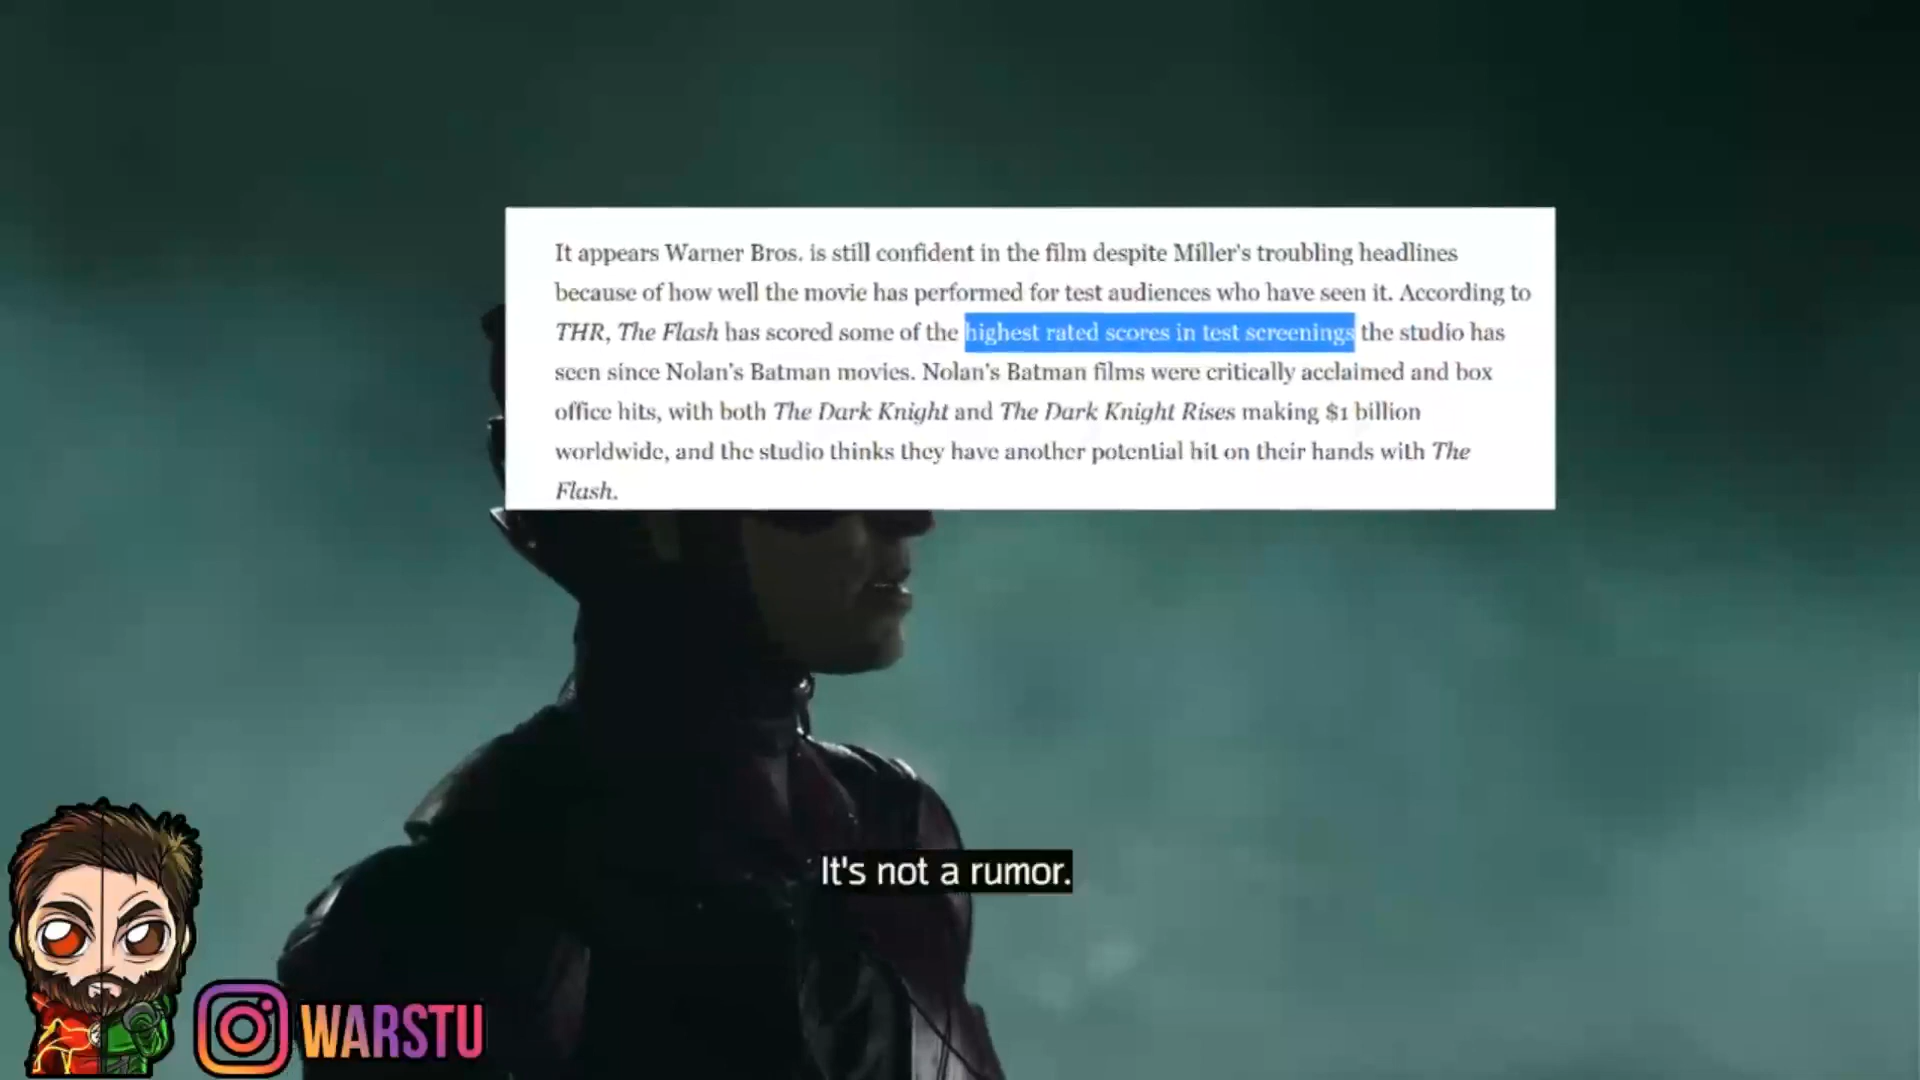 It appears Warner Bros. is still confident in the film despite Miller's troubling headlines
because of how well the movie has performed for test audiences who have seen it. According to
THR, The Flash has scored some of the highest rated scores in test screenings the studio has
seen since Nolan's Batman movies. Nolan's Batman films were critically acclaimed and box
office hits, with both The Dark Knight and The Dark Knight Rises making $1 billion
worldwide, and the studio thinks they have another potential hit on their hands with The
Flash.
It's not a rumor.
WARSTU